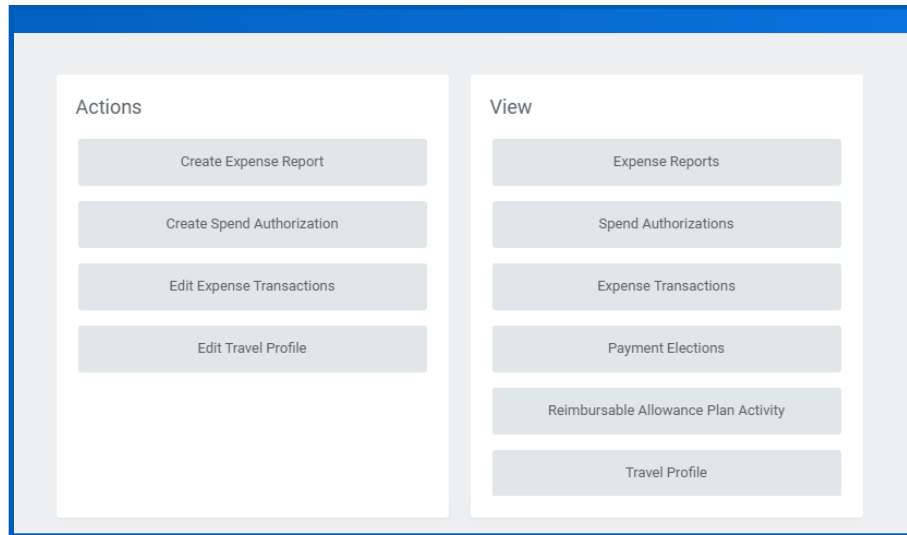 Actions
Create Expense Report
Create Spend Authorization
Edit Expense Transactions
Edit Travel Profile
View
Expense Reports
Spend Authorizations
Expense Transactions
Payment Elections
Reimbursable Allowance Plan Activity
Travel Profile